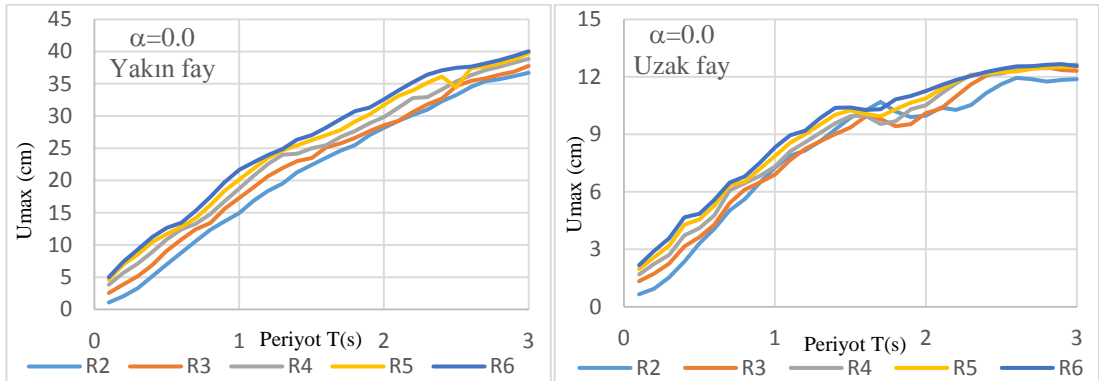 α=0.0
Yakın fay
Umax (cm)
45
40
35
30
25
20
15
10
5
0
0
1
2
3
Periyot T(s)
R2 R3 R4 R5 R6
α=0.0
Uzak fay
Umax (cm)
15
12
9
6
3
0
0
1
2
3
Periyot T(s)
R2 R3 R4 R5 R6